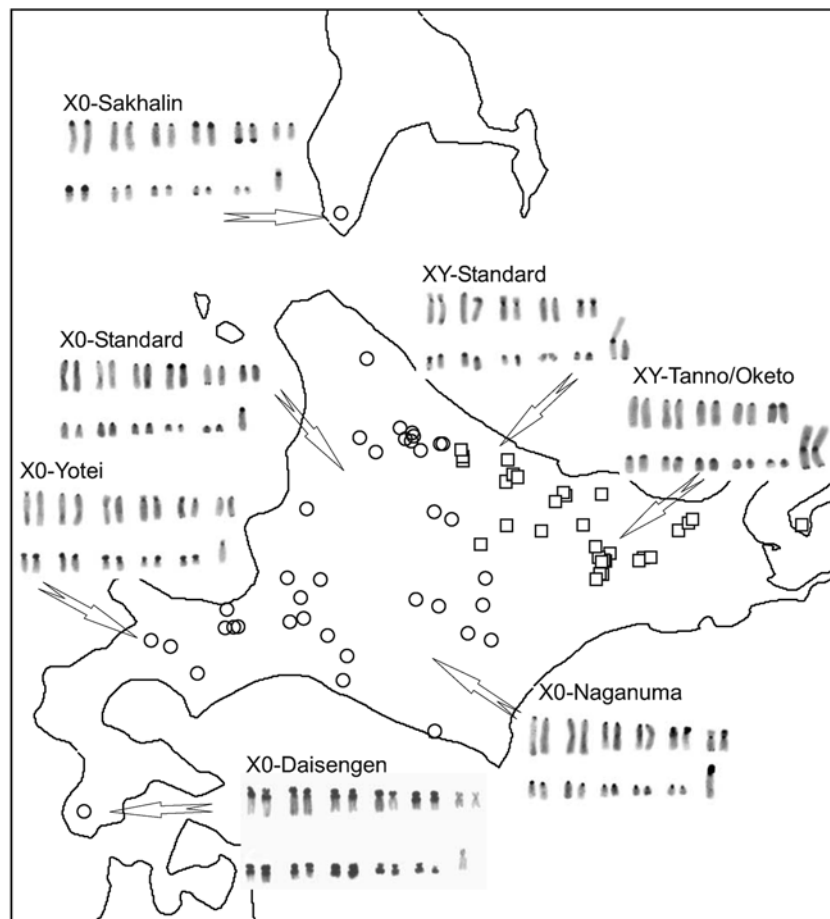 X0-Sakhalin
XY-Standard
X0-Standard
XY-Tanno/Oketo
X0-Yotei
X0-Naganuma
X0-Daisengen